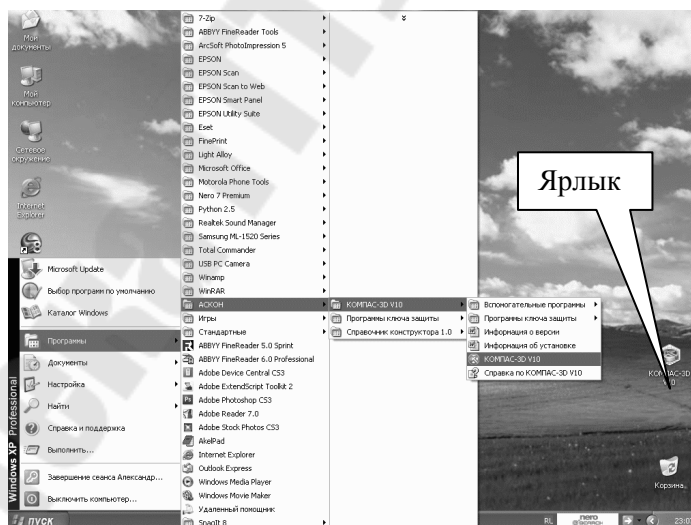 Мой
документы
Мой
компьютер
Сетевое
окружение
Internet
Explorer
Microsoft Update
Выбор программ по умолчанию
Каталог Windows
Программы
Документы
Настройка
Найти
Справка и поддержка
Выполнить...
Завершение сеанса Александр...
Выключить компьютер...
Windows XP Professional
пуск
7-Zip
ABBYY FineReader Tools
ArcSoft PhotoImpression 5
EPSON
EPSON Scan
EPSON Scan to Web
EPSON Smart Panel
EPSON Utility Suite
Eset
FinePrint
Light Alloy
Microsoft Office
Motorola Phone Tools
Nero 7 Premium
Python 2.5
Realtek Sound Manager
Samsung ML-1520 Series
Total Commander
USB PC Camera
Winamp
WinRAR
АСКОН
Игры
Стандартные
ABBYY FineReader 5.0 Sprint
ABBYY FineReader 6.0 Professional
Adobe Device Central CS3
Adobe ExtendScript Toolkit 2
Adobe Photoshop CS3
Adobe Reader 7.0
Adobe Stock Photos CS3
AkelPad
Internet Explorer
Outlook Express
Windows Media Player
Windows Movie Maker
Удаленный помощник
SnagIt 8
КОМПАС-3D V10
Программы ключа защиты
Справочник конструктора 1.0
Вспомогательные программы
Программы ключа защиты
Информация о версии
Информация об установке
КОМПАС-3D V10
Справка по КОМПАС-3D V10
Ярлык
КОМПАС-3D
V10
Корзина
RL
nero
SEARCH